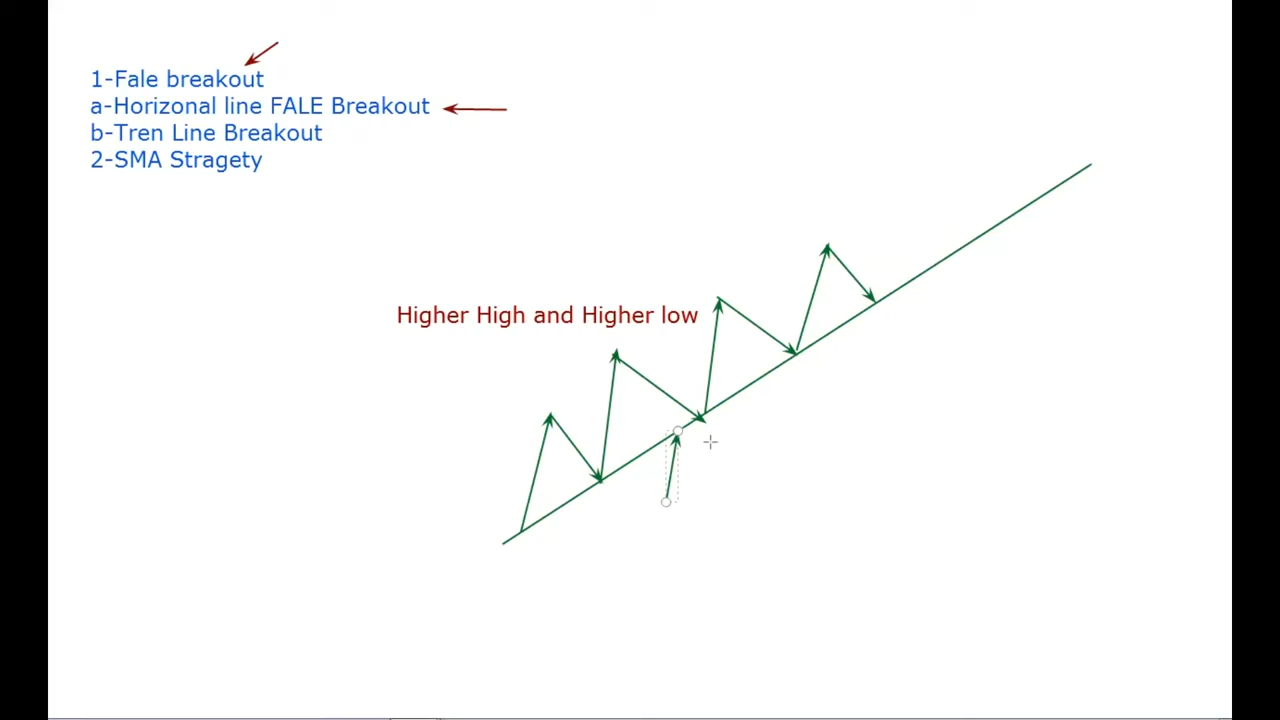 1-Fale breakout
a-Horizonal line FALE Breakout
b-Tren Line Breakout
2-SMA Stragety
Higher High and Higher low